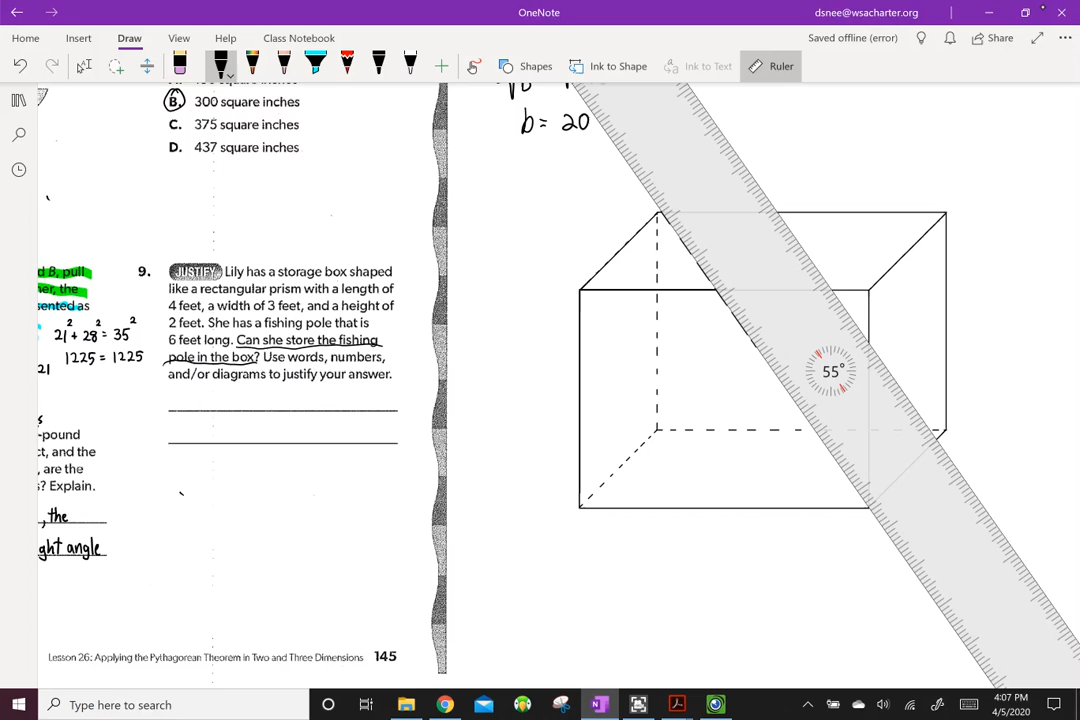 OneNote
dsnee@wsacharter.org
Home Insert Draw View Help Class Notebook
Saved offline (error)
Share
Shapes
Ink to Shape
Ink to Text
Ruler
B. 300 square inches
C. 375 square inches
D. 437 square inches
b = 20
d B, pull
her, the
sented as
21² + 28² = 35²
1225 = 1225
21
-pound
ct, and the
, are the
s? Explain.
, the
ght angle
9. JUSTIFY Lily has a storage box shaped
like a rectangular prism with a length of
4 feet, a width of 3 feet, and a height of
2 feet. She has a fishing pole that is
6 feet long. Can she store the fishing
pole in the box? Use words, numbers,
and/or diagrams to justify your answer.
55°
Lesson 26: Applying the Pythagorean Theorem in Two and Three Dimensions 145
Type here to search
4:07 PM
4/5/2020